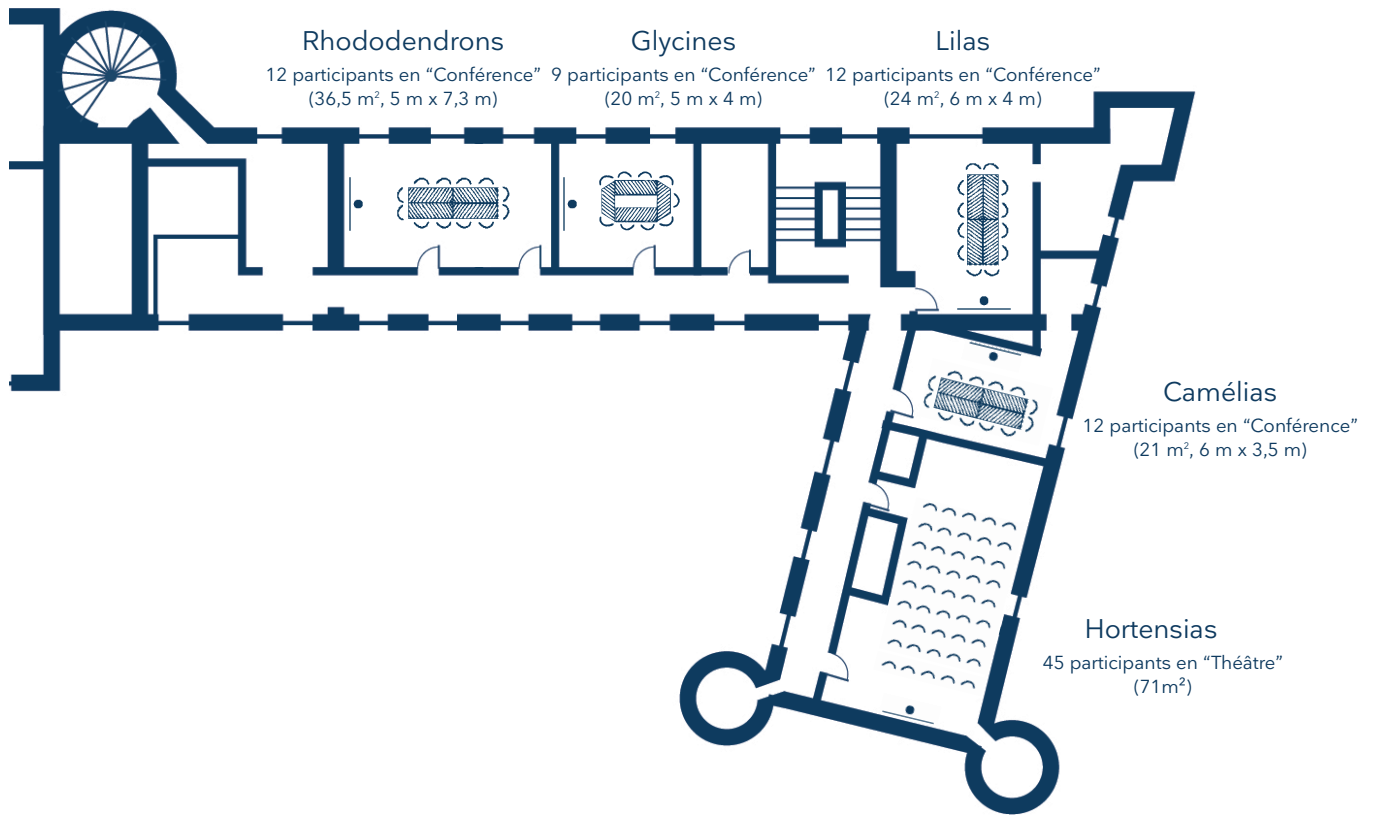 Rhododendrons
12 participants en “Conférence”
(36,5 m², 5 m x 7,3 m)
Glycines
9 participants en “Conférence”
(20 m², 5 m x 4 m)
Lilas
12 participants en “Conférence”
(24 m², 6 m x 4 m)
Camélias
12 participants en “Conférence”
(21 m², 6 m x 3,5 m)
Hortensias
45 participants en “Théâtre”
(71m²)